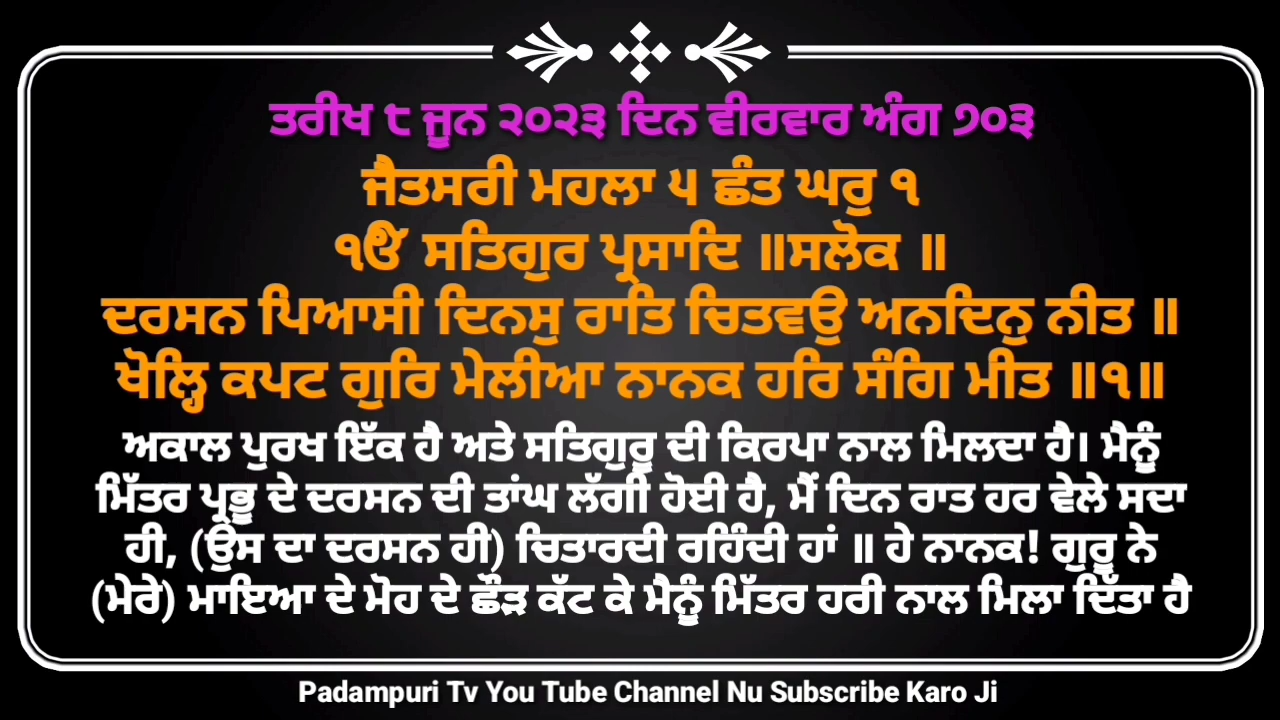 ਤਰੀਖ ੮ ਜੂਨ ੨੦੨੩ ਦਿਨ ਵੀਰਵਾਰ ਅੰਗ ੭੦੩
ਜੈਤਸਰੀ ਮਹਲਾ ੫ ਛੰਤ ਘਰੁ ੧
ੴ ਸਤਿਗੁਰ ਪ੍ਰਸਾਦਿ ॥ਸਲੋਕ ॥
ਦਰਸਨ ਪਿਆਸੀ ਦਿਨਸੁ ਰਾਤਿ ਚਿਤਵਉ ਅਨਦਿਨੁ ਨੀਤ ॥
ਖੋਲ੍ਹਿ ਕਪਟ ਗੁਰਿ ਮੇਲੀਆ ਨਾਨਕ ਹਰਿ ਸੰਗਿ ਮੀਤ ॥੧॥
ਅਕਾਲ ਪੁਰਖ ਇੱਕ ਹੈ ਅਤੇ ਸਤਿਗੁਰੂ ਦੀ ਕਿਰਪਾ ਨਾਲ ਮਿਲਦਾ ਹੈ। ਮੈਨੂੰ
ਮਿੱਤਰ ਪ੍ਰਭੂ ਦੇ ਦਰਸਨ ਦੀ ਤਾਂਘ ਲੱਗੀ ਹੋਈ ਹੈ, ਮੈਂ ਦਿਨ ਰਾਤ ਹਰ ਵੇਲੇ ਸਦਾ
ਹੀ, (ਉਸ ਦਾ ਦਰਸਨ ਹੀ) ਚਿਤਾਰਦੀ ਰਹਿੰਦੀ ਹਾਂ ॥ ਹੇ ਨਾਨਕ! ਗੁਰੂ ਨੇ
(ਮੇਰੇ) ਮਾਇਆ ਦੇ ਮੋਹ ਦੇ ਛੌੜ ਕੱਟ ਕੇ ਮੈਨੂੰ ਮਿੱਤਰ ਹਰੀ ਨਾਲ ਮਿਲਾ ਦਿੱਤਾ ਹੈ
Padampuri Tv You Tube Channel Nu Subscribe Karo Ji